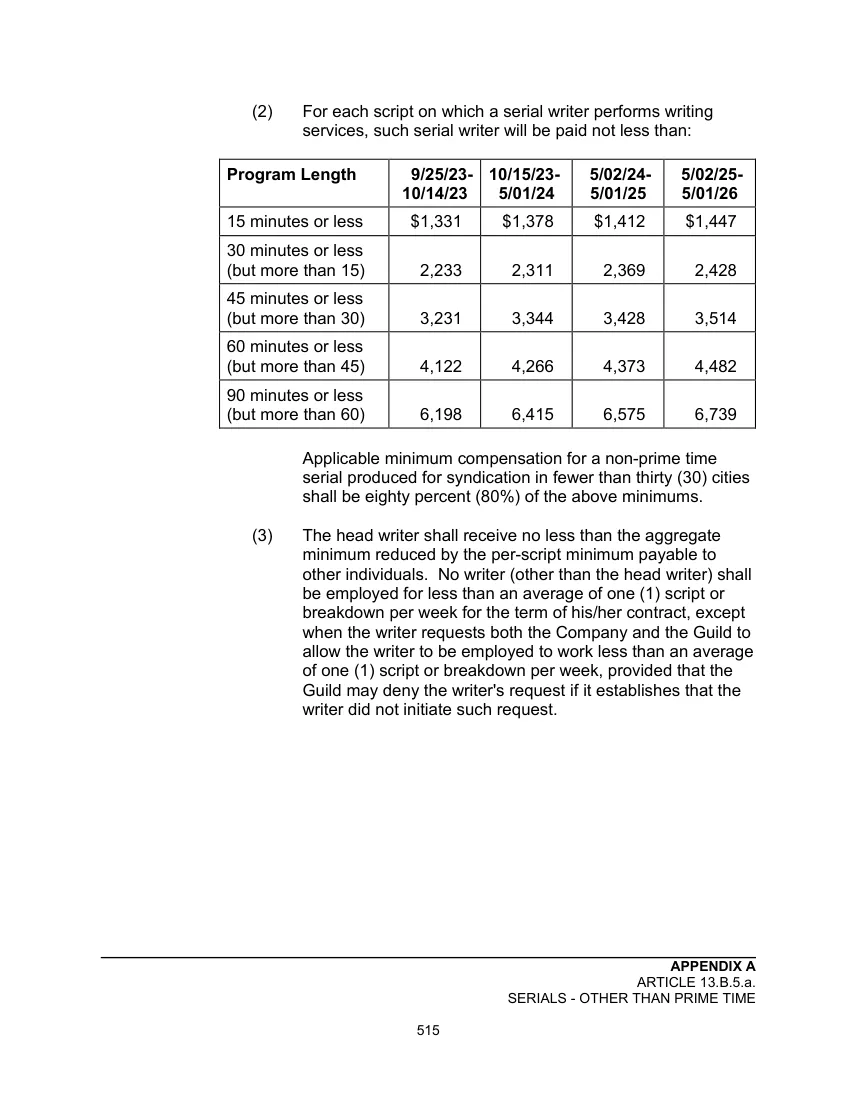 (2) For each script on which a serial writer performs writing
services, such serial writer will be paid not less than:
Program Length 9/25/23- 10/15/23- 5/02/24- 5/02/25-
10/14/23 5/01/24 5/01/25 5/01/26
15 minutes or less $1,331 $1,378 $1,412 $1,447
30 minutes or less
(but more than 15) 2,233 2,311 2,369 2,428
45 minutes or less
(but more than 30) 3,231 3,344 3,428 3,514
60 minutes or less
(but more than 45) 4,122 4,266 4,373 4,482
90 minutes or less
(but more than 60) 6,198 6,415 6,575 6,739
Applicable minimum compensation for a non-prime time
serial produced for syndication in fewer than thirty (30) cities
shall be eighty percent (80%) of the above minimums.
(3) The head writer shall receive no less than the aggregate
minimum reduced by the per-script minimum payable to
other individuals.  No writer (other than the head writer) shall
be employed for less than an average of one (1) script or
breakdown per week for the term of his/her contract, except
when the writer requests both the Company and the Guild to
allow the writer to be employed to work less than an average
of one (1) script or breakdown per week, provided that the
Guild may deny the writer's request if it establishes that the
writer did not initiate such request.
APPENDIX A
ARTICLE 13.B.5.a.
SERIALS - OTHER THAN PRIME TIME
515